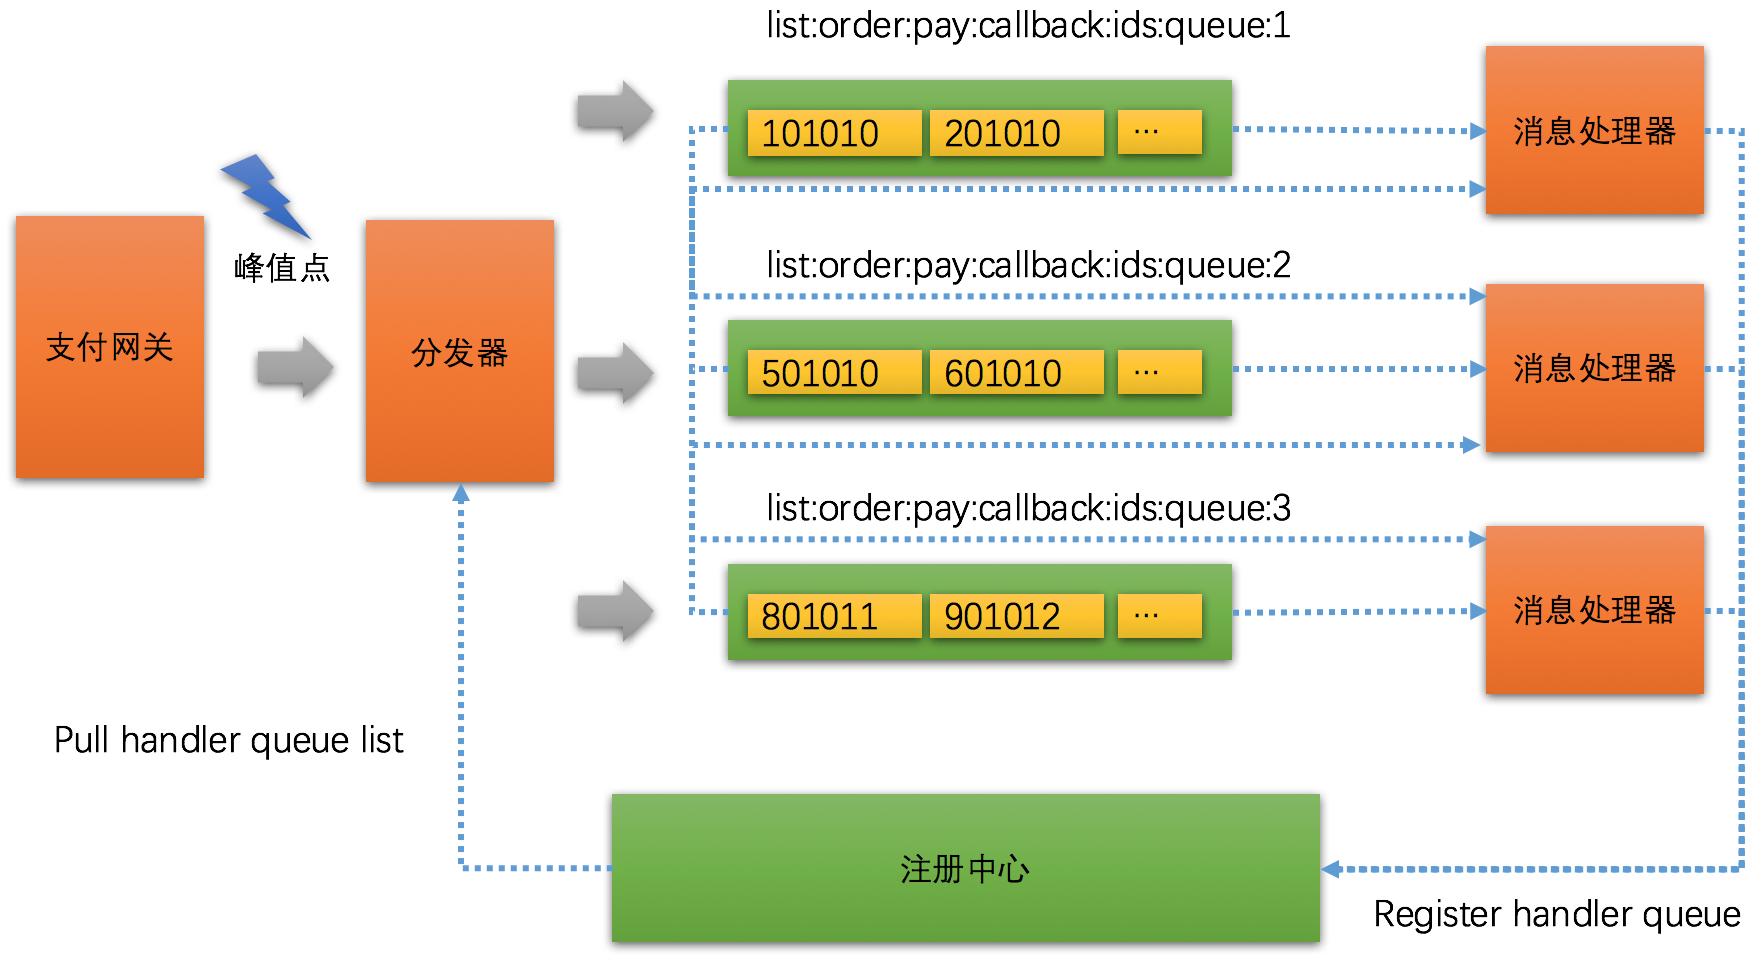 list:order:pay:callback:ids:queue:1
101010 201010 ...
消息处理器
峰值点
list:order:pay:callback:ids:queue:2
支付网关
分发器
501010 601010 ...
消息处理器
list:order:pay:callback:ids:queue:3
801011 901012 ...
消息处理器
Pull handler queue list
注册中心
Register handler queue